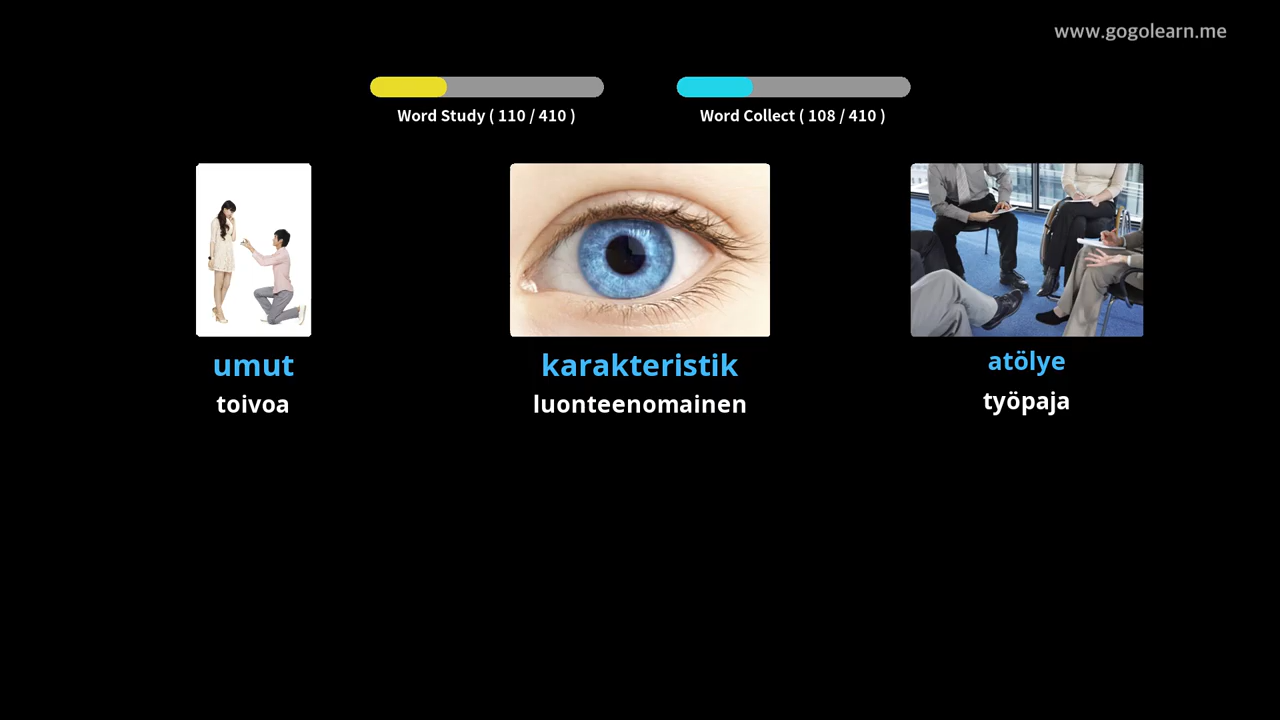 www.gogolearn.me
Word Study ( 110 / 410 )
Word Collect ( 108 / 410 )
umut
toivoa
karakteristik
luonteenomainen
atölye
työpaja